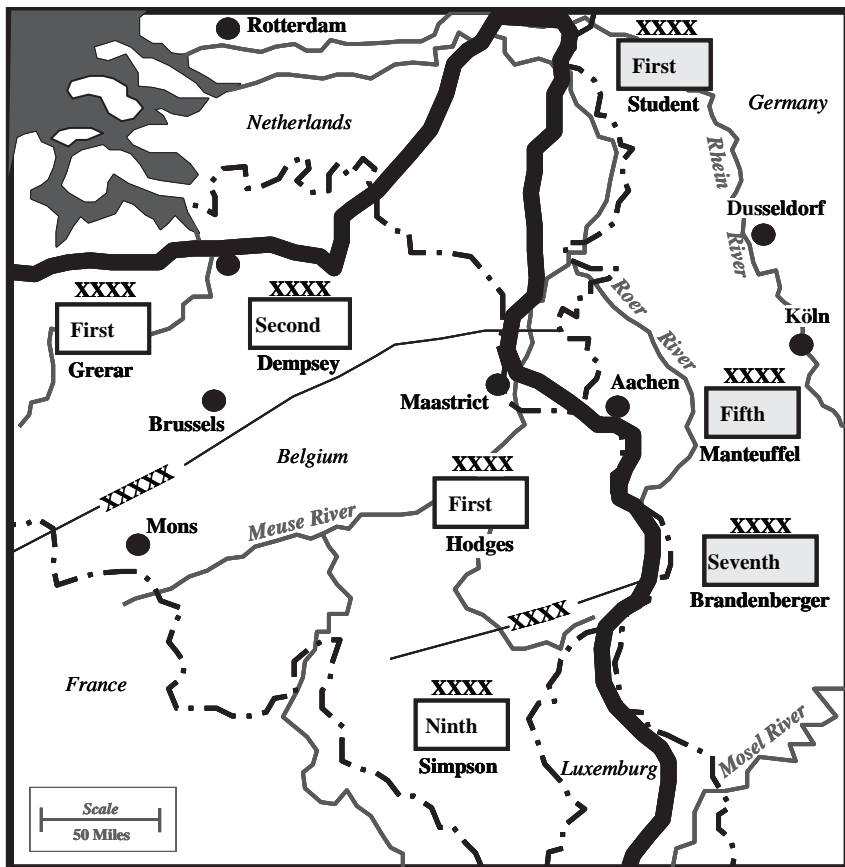 Rotterdam
XXXX
First
Student
Germany
Netherlands
Rhein
River
Dusseldorf
XXXX
First
Grerar
XXXX
Second
Dempsey
Roer
River
Köln
Maastrict
Aachen
XXXX
Fifth
Manteuffel
Brussels
Belgium
XXXXX
XXXX
First
Hodges
Mons
Meuse River
XXXX
Seventh
Brandenberger
XXXX
France
XXXX
Ninth
Simpson
Luxemburg
Mosel River
Scale
50 Miles